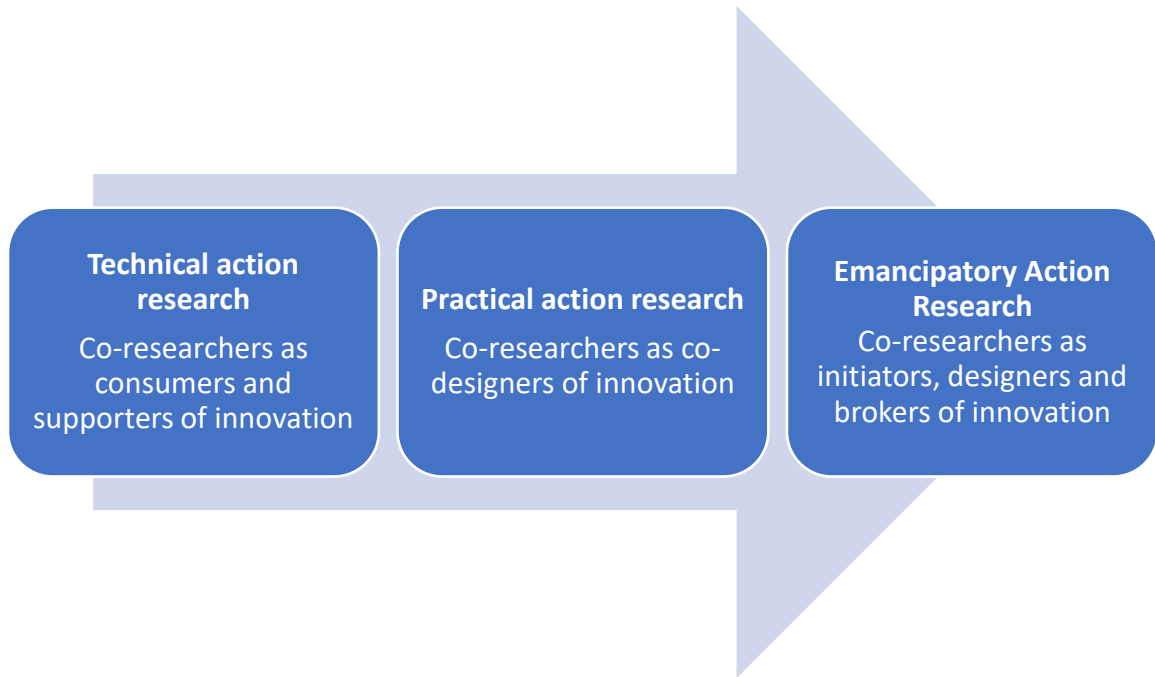 Technical action
research
Co-researchers as
consumers and
supporters of innovation
Practical action research
Co-researchers as co-
designers of innovation
Emancipatory Action
Research
Co-researchers as
initiators, designers and
brokers of innovation